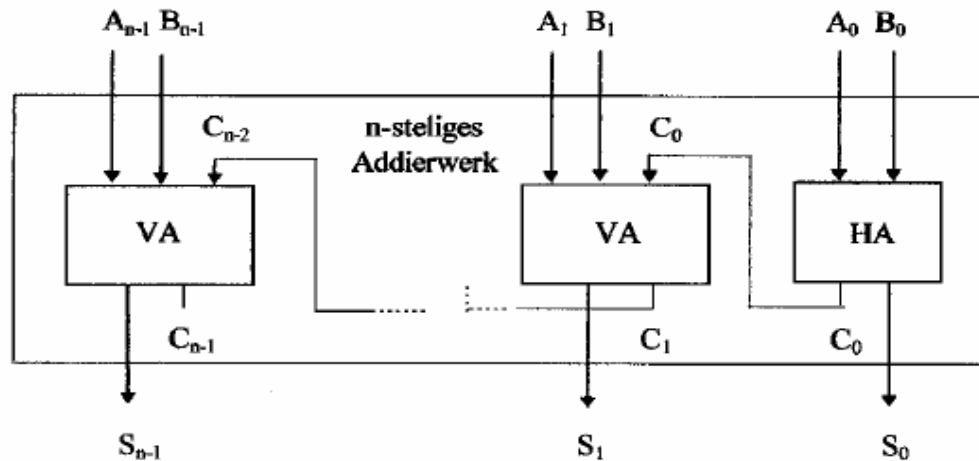 Aₙ₋₁ Bₙ₋₁ A₁ B₁ A₀ B₀
Cₙ₋₂ n-steliges C₀
Addierwerk
VA VA HA
Cₙ₋₁ C₁ C₀
Sₙ₋₁ S₁ S₀